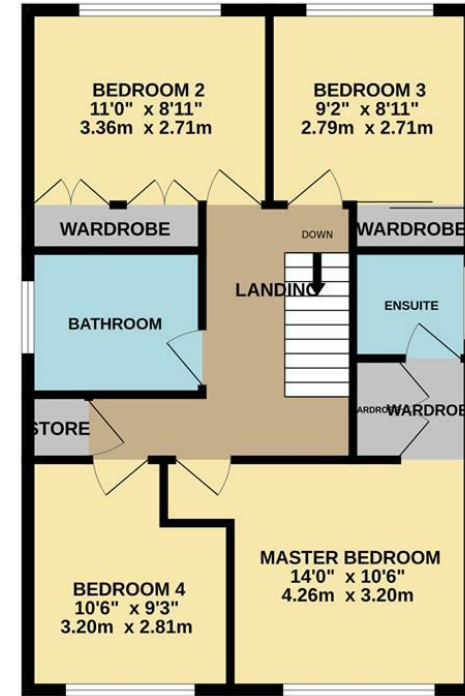 BEDROOM 2
11'0" x 8'11"
3.36m x 2.71m
BEDROOM 3
9'2" x 8'11"
2.79m x 2.71m
WARDROBE
DOWN
WARDROBE
LANDING
ENSUITE
BATHROOM
STORE
WARDROBE
MASTER BEDROOM
14'0" x 10'6"
4.26m x 3.20m
BEDROOM 4
10'6" x 9'3"
3.20m x 2.81m